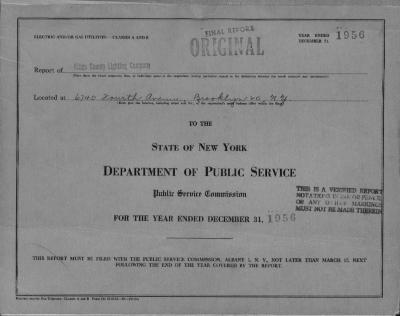 ELECTRIC AND/OR GAS UTILITIES—CLASSES A AND B
FINAL REPORT
ORIGINAL
YEAR ENDED
DECEMBER 31, 1956
Report of Kings County Lighting Company
Located at 6740 Fourth Avenue, Brooklyn 20, N.Y.
TO THE
STATE OF NEW YORK
DEPARTMENT OF PUBLIC SERVICE
Public Service Commission
THIS IS A VERIFIED REPORT
NOTATIONS IN INK OR PENCIL
OR ANY OTHER MARKINGS
MUST NOT BE MADE THEREIN
FOR THE YEAR ENDED DECEMBER 31, 1956
THIS REPORT MUST BE FILED WITH THE PUBLIC SERVICE COMMISSION, ALBANY 1, N. Y., NOT LATER THAN MARCH 15, NEXT
FOLLOWING THE END OF THE YEAR COVERED BY THE REPORT.